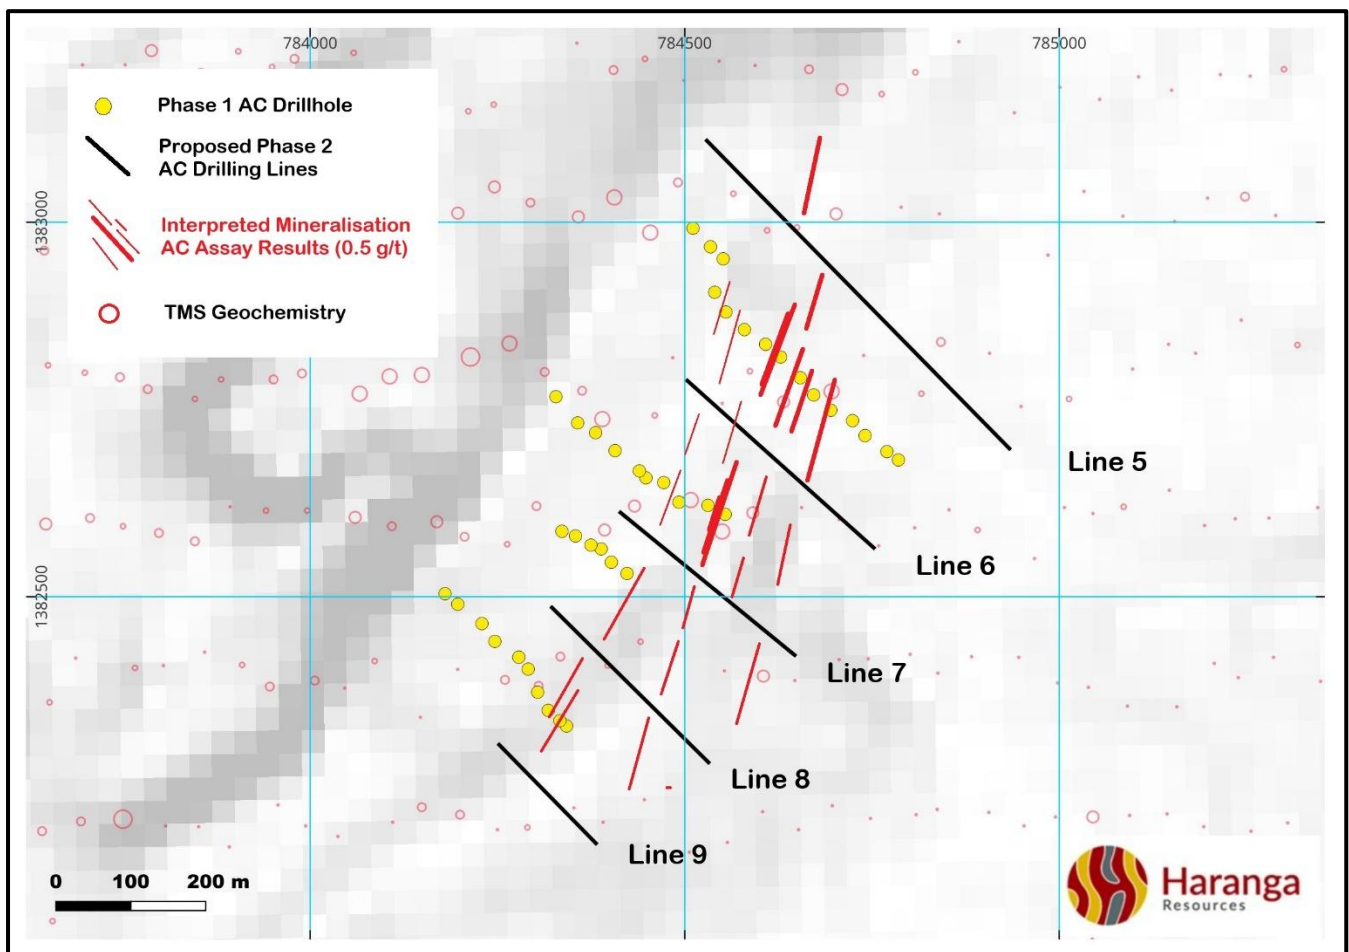 784000
784500
785000
Phase 1 AC Drillhole
Proposed Phase 2
AC Drilling Lines
Interpreted Mineralisation
AC Assay Results (0.5 g/t)
TMS Geochemistry
1383000
1382500
Line 5
Line 6
Line 7
Line 8
Line 9
0 100 200 m
Haranga
Resources